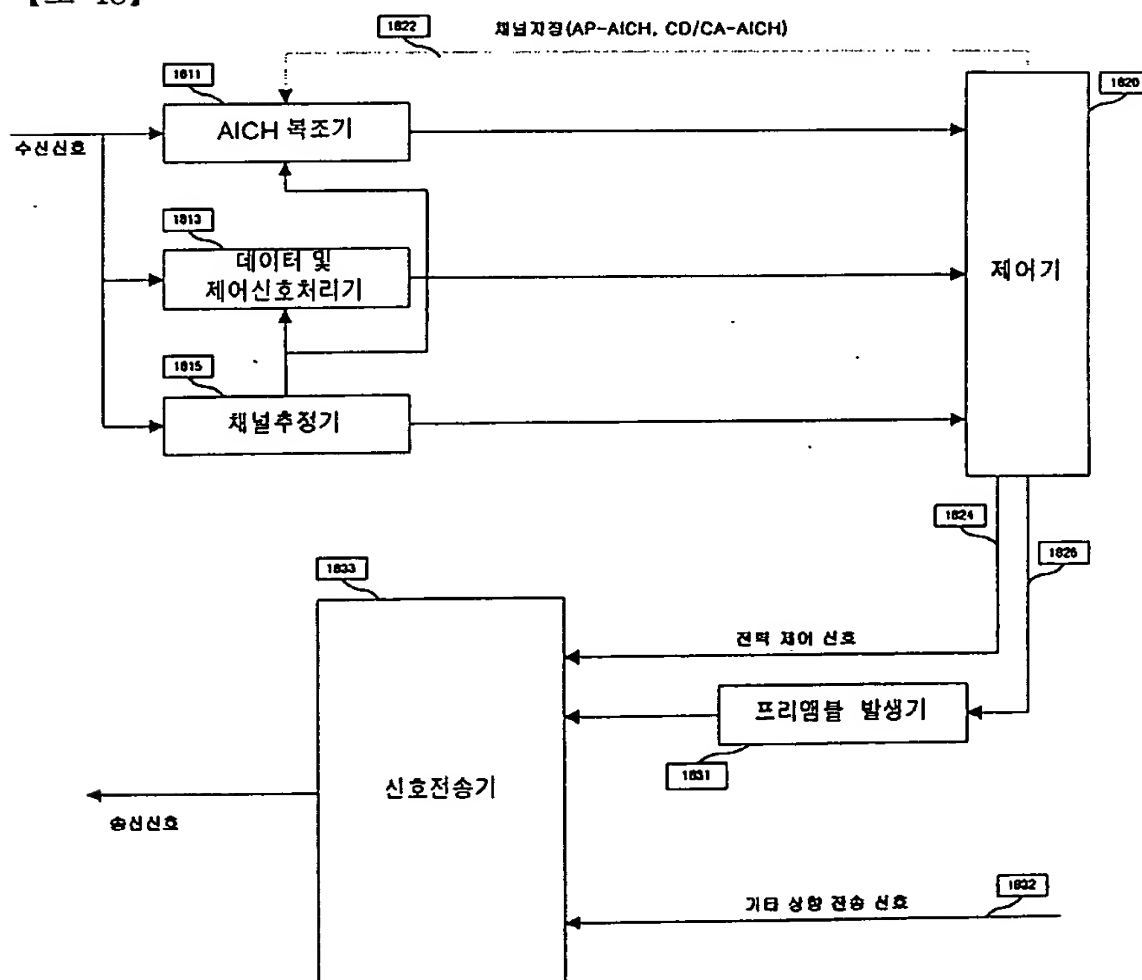 1822
채널지정(AP-AICH, CD/CA-AICH)
1811
1820
AICH 복조기
수신신호
1813
데이터 및
제어신호처리기
제어기
1815
채널추정기
1824
1826
1833
전력 제어 신호
프리앰블 발생기
1831
신호전송기
송신신호
1832
기타 상향 전송 신호